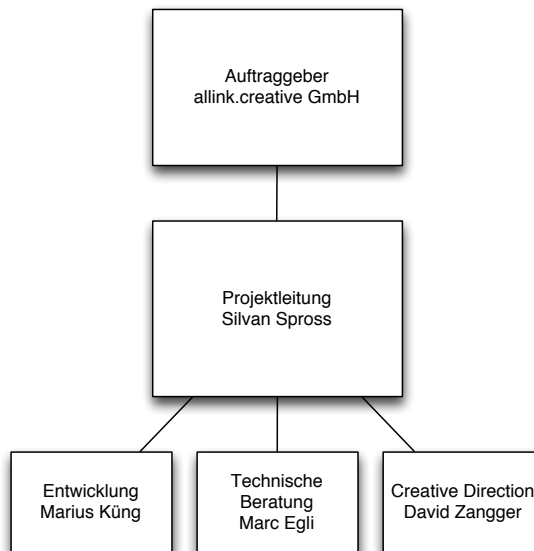 Auftraggeber
allink.creative GmbH
Projektleitung
Silvan Spross
Entwicklung
Marius Küng
Technische
Beratung
Marc Egli
Creative Direction
David Zangger